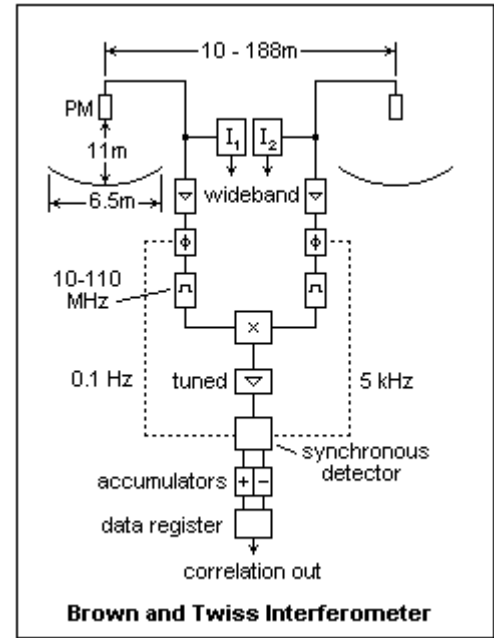 10 - 188m
PM
I1 I2
11m
6.5m
wideband
ϕ ϕ
10-110
MHz
×
0.1 Hz
tuned
5 kHz
synchronous
detector
accumulators
+ −
data register
correlation out
Brown and Twiss Interferometer